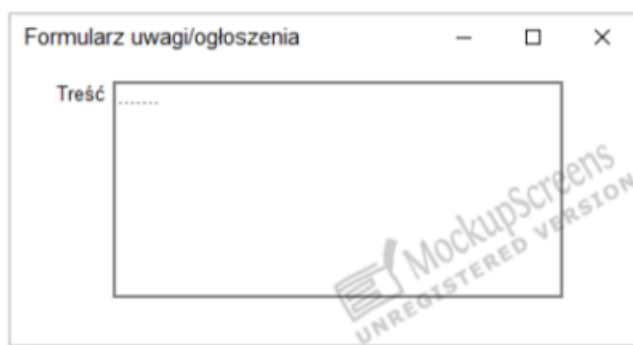 Formularz uwagi/ogłoszenia
Treść
.......
MockupScreens
UNREGISTERED VERSION